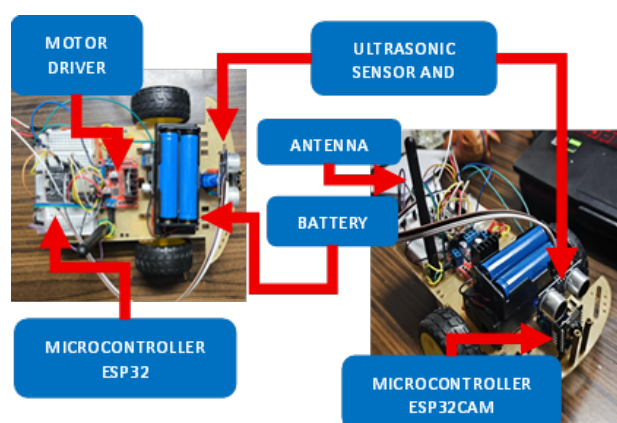 MOTOR
DRIVER
ULTRASONIC
SENSOR AND
ANTENNA
BATTERY
MICROCONTROLLER
ESP32
MICROCONTROLLER
ESP32CAM